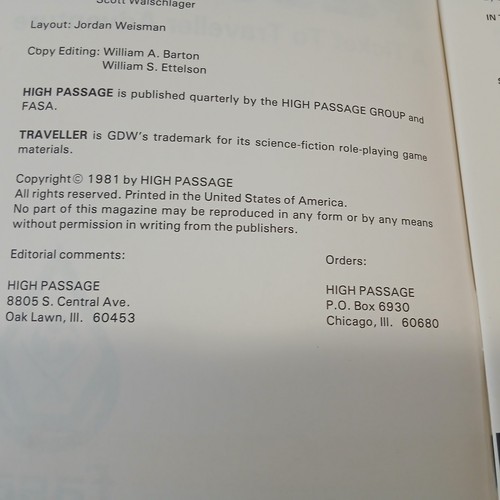 Scott Walschlager
Layout: Jordan Weisman
Copy Editing: William A. Barton
William S. Ettelson
HIGH PASSAGE is published quarterly by the HIGH PASSAGE GROUP and
FASA.
TRAVELLER is GDW's trademark for its science-fiction role-playing game
materials.
Copyright© 1981 by HIGH PASSAGE
All rights reserved. Printed in the United States of America.
No part of this magazine may be reproduced in any form or by any means
without permission in writing from the publishers.
Editorial comments:
HIGH PASSAGE
8805 S. Central Ave.
Oak Lawn, Ill. 60453
Orders:
HIGH PASSAGE
P.O. Box 6930
Chicago, Ill. 60680